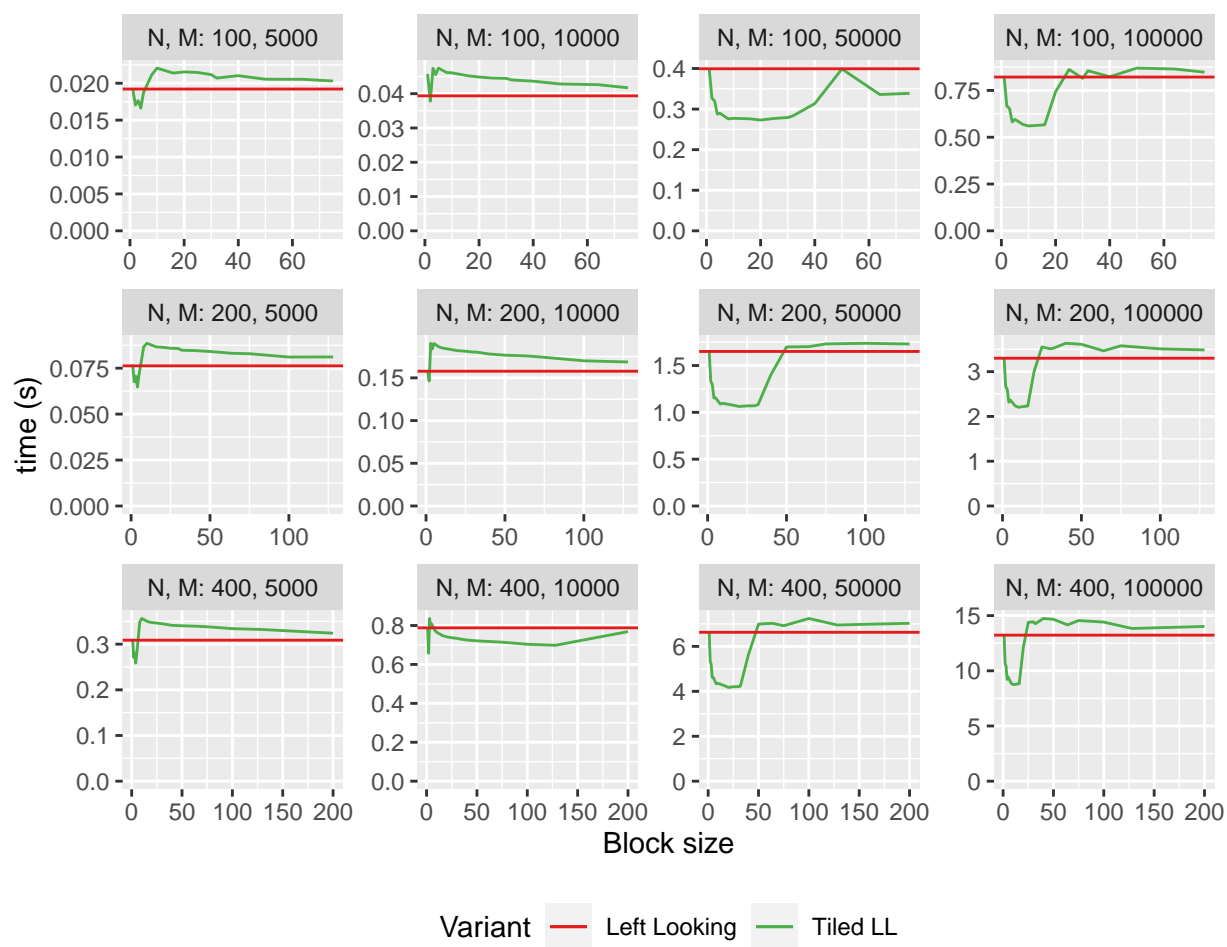 N, M: 100, 5000
N, M: 100, 10000
N, M: 100, 50000
N, M: 100, 100000
0.020
0.015
0.010
0.005
0.000
0 20 40 60
0.04
0.03
0.02
0.01
0.00
0 20 40 60
0.4
0.3
0.2
0.1
0.0
0 20 40 60
0.75
0.50
0.25
0.00
0 20 40 60
time (s)
N, M: 200, 5000
N, M: 200, 10000
N, M: 200, 50000
N, M: 200, 100000
0.075
0.050
0.025
0.000
0 50 100
0.15
0.10
0.05
0.00
0 50 100
1.5
1.0
0.5
0.0
0 50 100
3
2
1
0
0 50 100
N, M: 400, 5000
N, M: 400, 10000
N, M: 400, 50000
N, M: 400, 100000
0.3
0.2
0.1
0.0
0 50 100 150 200
0.8
0.6
0.4
0.2
0.0
0 50 100 150 200
6
4
2
0
0 50 100 150 200
15
10
5
0
0 50 100 150 200
Block size
Variant Left Looking Tiled LL